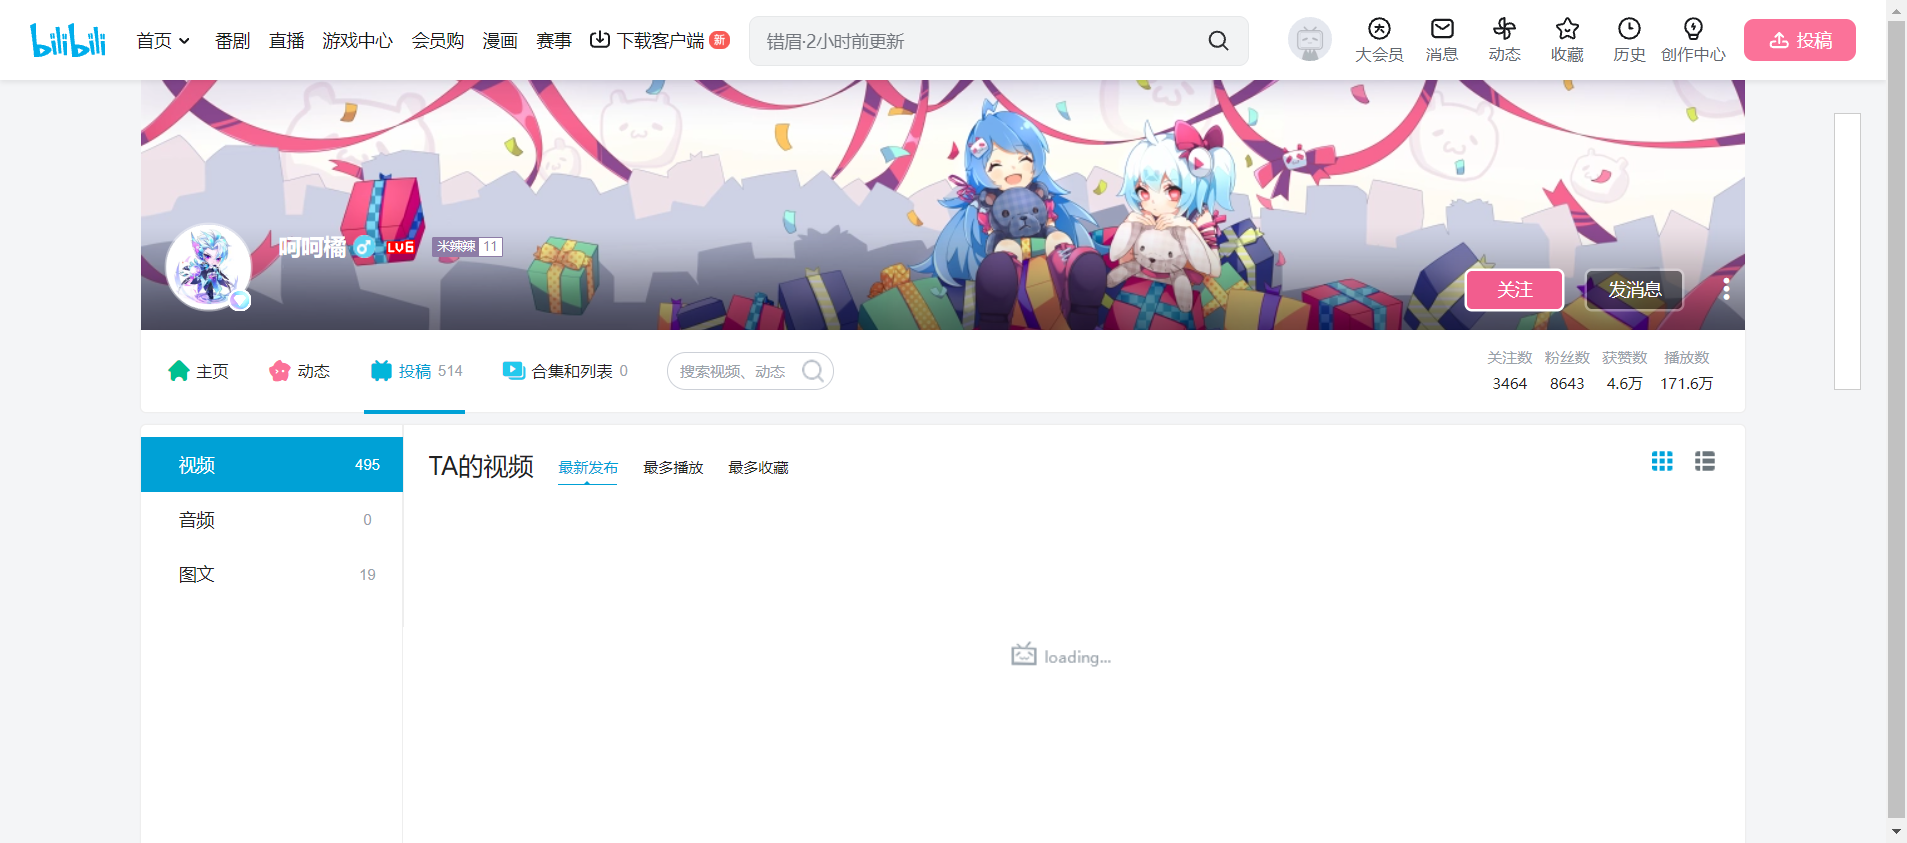 bilibili 首页 番剧 直播 游戏中心 会员购 漫画 赛事 下载客户端 新 错眉·2小时前更新 大会员 消息 动态 收藏 历史 创作中心 投稿
呵呵橘 LV6 米辣辣 11
关注 发消息
主页 动态 投稿 514 合集和列表 0 搜索视频、动态
关注数 粉丝数 获赞数 播放数
3464 8643 4.6万 171.6万
视频 495
音频 0
图文 19
TA的视频 最新发布 最多播放 最多收藏
loading...